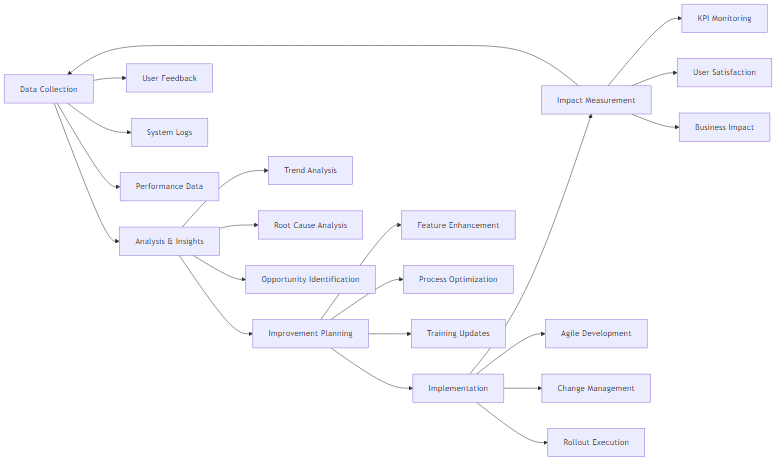 KPI Monitoring
User Satisfaction
User Feedback
Data Collection
Impact Measurement
Business Impact
System Logs
Trend Analysis
Performance Data
Root Cause Analysis
Feature Enhancement
Analysis & Insights
Opportunity Identification
Process Optimization
Improvement Planning
Training Updates
Agile Development
Implementation
Change Management
Rollout Execution